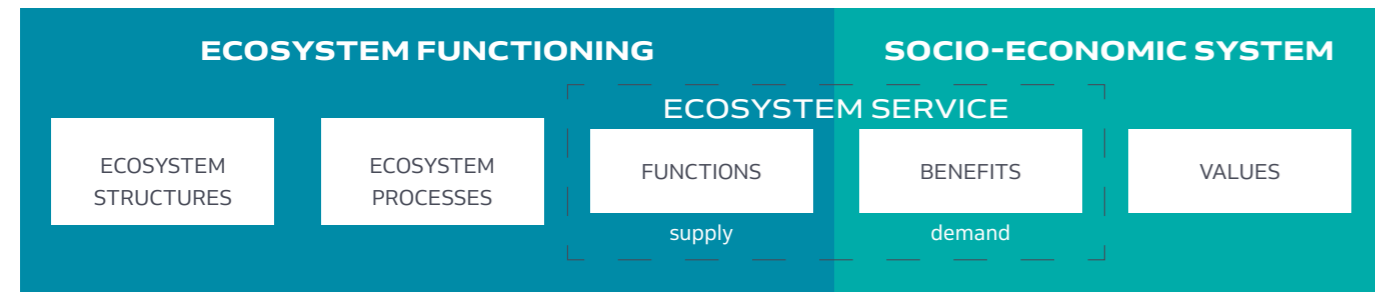 ECOSYSTEM FUNCTIONING
SOCIO-ECONOMIC SYSTEM
ECOSYSTEM SERVICE
ECOSYSTEM
STRUCTURES
ECOSYSTEM
PROCESSES
FUNCTIONS
BENEFITS
VALUES
supply
demand